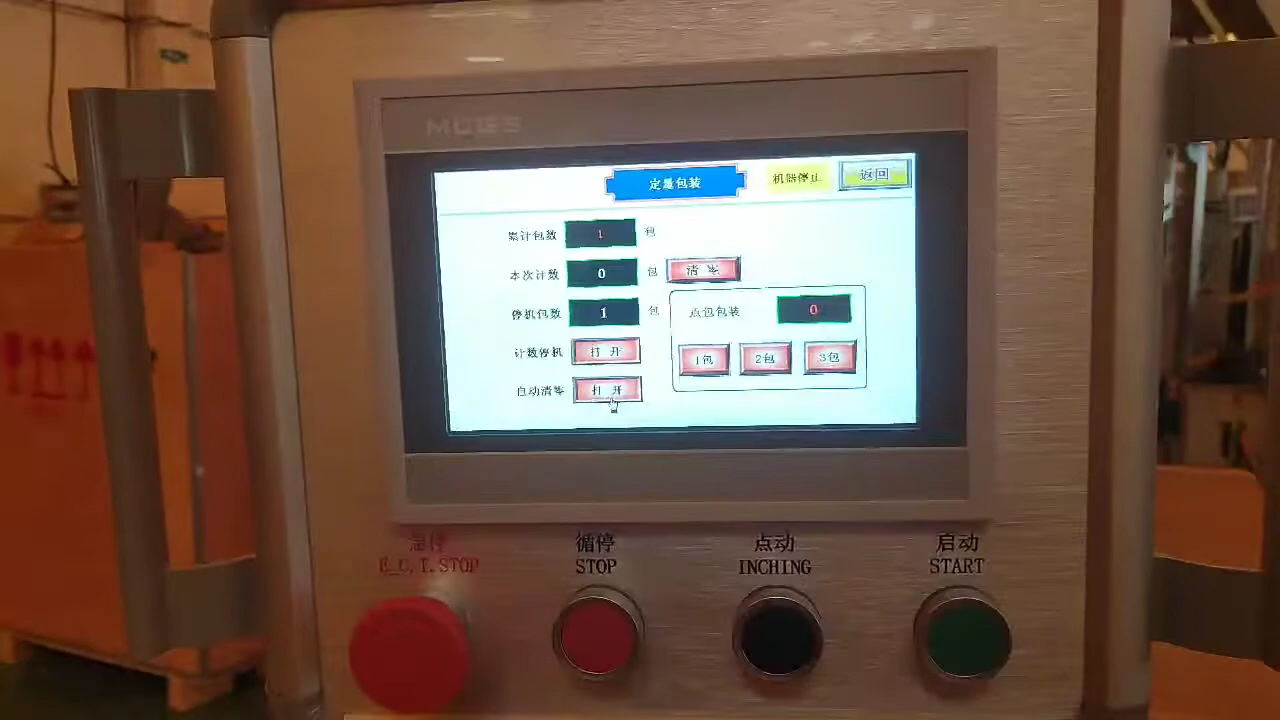 MCGS
定量包装 机器停止 返回
累计包数 1 包
本次计数 0 包 清 零
停机包数 1 包 点包包装 0
计数停机 打 开 1包 2包 3包
自动清零 打 开
急停 循停 点动 启动
E.C.T.STOP STOP INCHING START